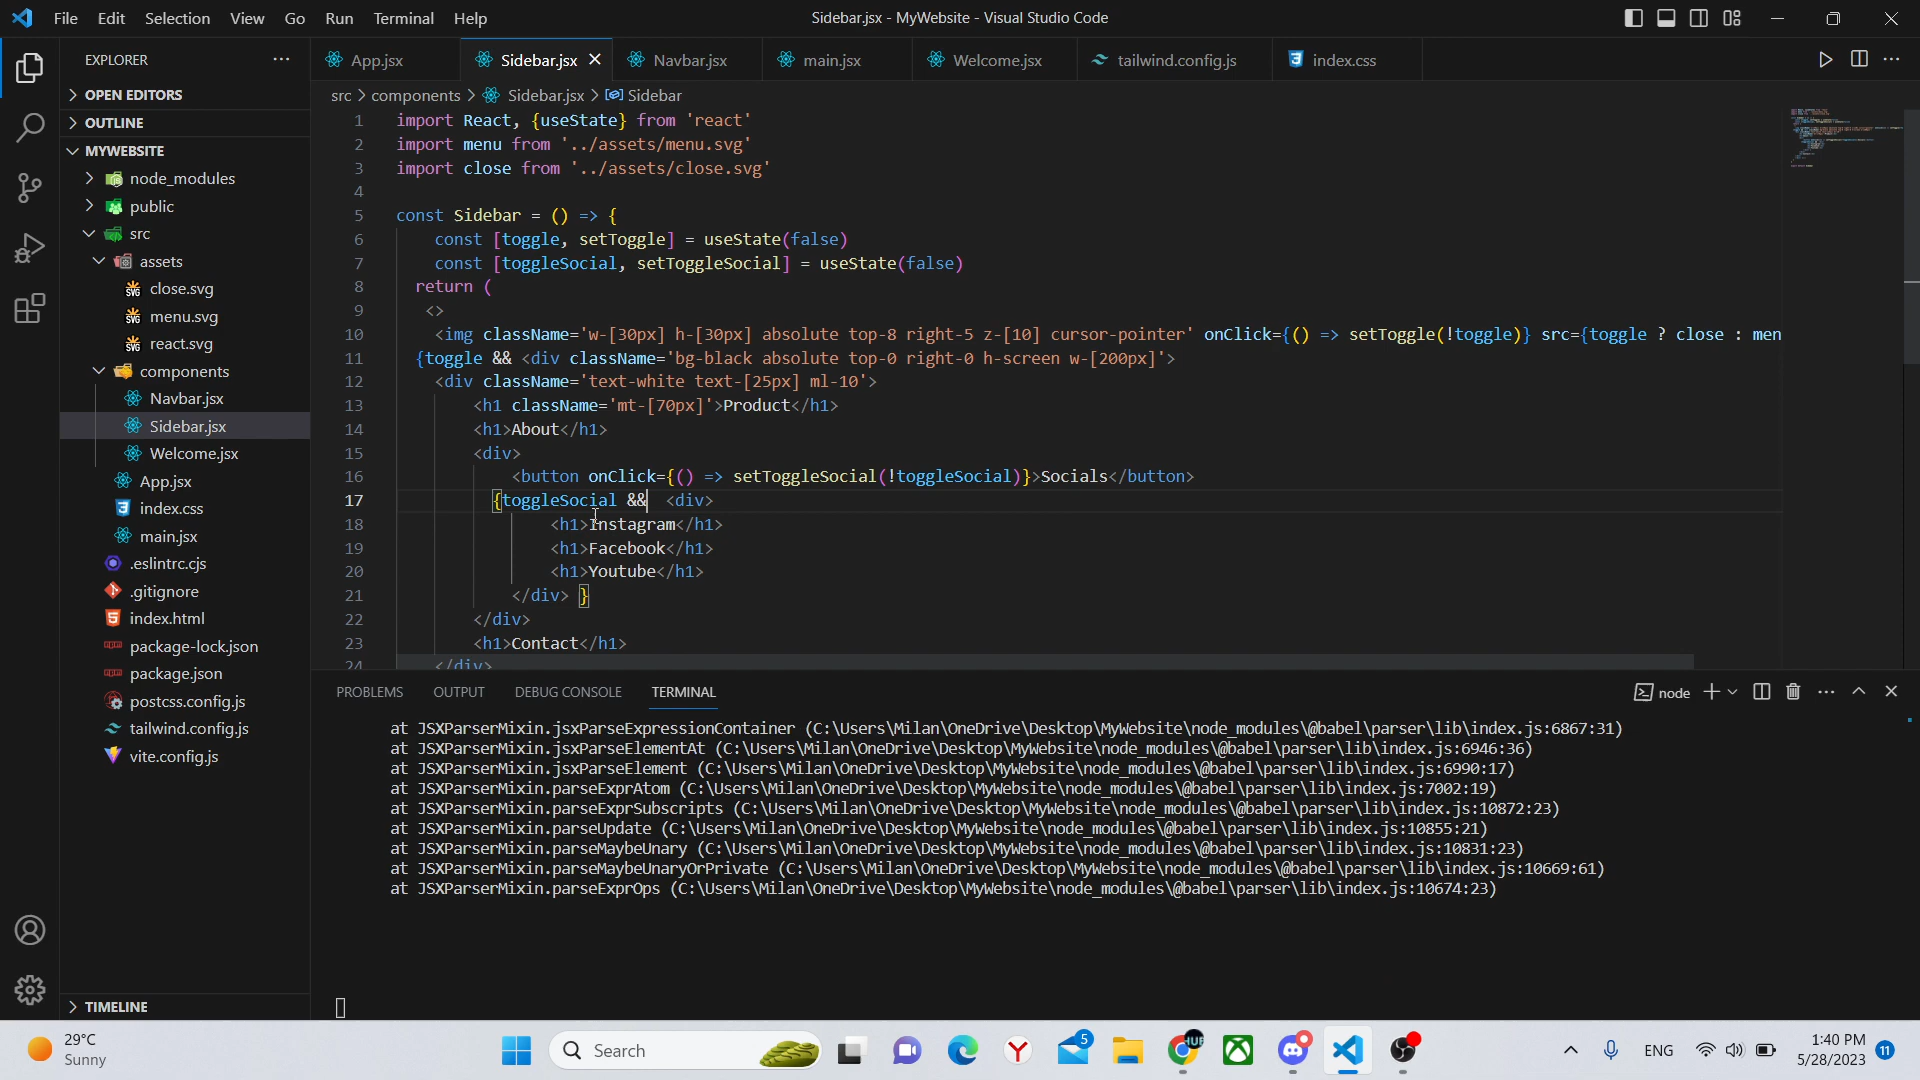 File Edit Selection View Go Run Terminal Help
Sidebar.jsx - MyWebsite - Visual Studio Code
EXPLORER
OPEN EDITORS
OUTLINE
MYWEBSITE
node_modules
public
src
assets
close.svg
menu.svg
react.svg
components
Navbar.jsx
Sidebar.jsx
Welcome.jsx
App.jsx
index.css
main.jsx
.eslintrc.cjs
.gitignore
index.html
package-lock.json
package.json
postcss.config.js
tailwind.config.js
vite.config.js
TIMELINE
App.jsx Sidebar.jsx Navbar.jsx main.jsx Welcome.jsx tailwind.config.js index.css
src > components > Sidebar.jsx > Sidebar
1 import React, {useState} from 'react'
2 import menu from '../assets/menu.svg'
3 import close from '../assets/close.svg'
4
5 const Sidebar = () => {
6 const [toggle, setToggle] = useState(false)
7 const [toggleSocial, setToggleSocial] = useState(false)
8 return (
9 <>
10 <img className='w-[30px] h-[30px] absolute top-8 right-5 z-[10] cursor-pointer' onClick={() => setToggle(!toggle)} src={toggle ? close : men
11 {toggle && <div className='bg-black absolute top-0 right-0 h-screen w-[200px]'>
12 <div className='text-white text-[25px] ml-10'>
13 <h1 className='mt-[70px]'>Product</h1>
14 <h1>About</h1>
15 <div>
16 <button onClick={() => setToggleSocial(!toggleSocial)}>Socials</button>
17 {toggleSocial && <div>
18 <h1>Instagram</h1>
19 <h1>Facebook</h1>
20 <h1>Youtube</h1>
21 </div> }
22 </div>
23 <h1>Contact</h1>
24 </div>
PROBLEMS OUTPUT DEBUG CONSOLE TERMINAL
node
at JSXParserMixin.jsxParseExpressionContainer (C:\Users\Milan\OneDrive\Desktop\MyWebsite\node_modules\@babel\parser\lib\index.js:6867:31)
at JSXParserMixin.jsxParseElementAt (C:\Users\Milan\OneDrive\Desktop\MyWebsite\node_modules\@babel\parser\lib\index.js:6946:36)
at JSXParserMixin.jsxParseElement (C:\Users\Milan\OneDrive\Desktop\MyWebsite\node_modules\@babel\parser\lib\index.js:6990:17)
at JSXParserMixin.parseExprAtom (C:\Users\Milan\OneDrive\Desktop\MyWebsite\node_modules\@babel\parser\lib\index.js:7002:19)
at JSXParserMixin.parseExprSubscripts (C:\Users\Milan\OneDrive\Desktop\MyWebsite\node_modules\@babel\parser\lib\index.js:10872:23)
at JSXParserMixin.parseUpdate (C:\Users\Milan\OneDrive\Desktop\MyWebsite\node_modules\@babel\parser\lib\index.js:10855:21)
at JSXParserMixin.parseMaybeUnary (C:\Users\Milan\OneDrive\Desktop\MyWebsite\node_modules\@babel\parser\lib\index.js:10831:23)
at JSXParserMixin.parseMaybeUnaryOrPrivate (C:\Users\Milan\OneDrive\Desktop\MyWebsite\node_modules\@babel\parser\lib\index.js:10669:61)
at JSXParserMixin.parseExprOps (C:\Users\Milan\OneDrive\Desktop\MyWebsite\node_modules\@babel\parser\lib\index.js:10674:23)
29°C
Sunny
Search
5
HUB
ENG
1:40 PM
5/28/2023
11